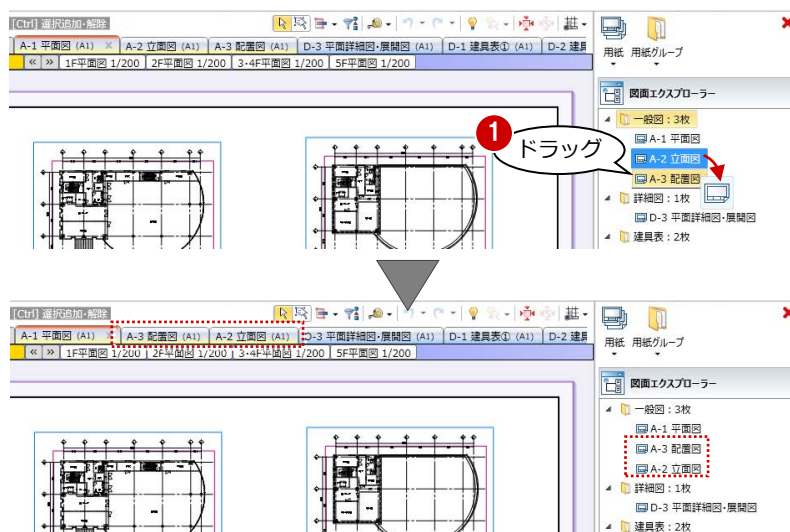 [Ctrl] 選択追加・解除
A-1 平面図 (A1) × A-2 立面図 (A1) A-3 配置図 (A1) D-3 平面詳細図・展開図 (A1) D-1 建具表① (A1) D-2 建具
≪ ≫ 1F平面図 1/200 2F平面図 1/200 3・4F平面図 1/200 5F平面図 1/200
用紙 用紙グループ
図面エクスプローラー
一般図：3枚
A-1 平面図
A-2 立面図
A-3 配置図
詳細図：1枚
D-3 平面詳細図・展開図
建具表：2枚
1
ドラッグ
[Ctrl] 選択追加・解除
A-1 平面図 (A1) × A-3 配置図 (A1) A-2 立面図 (A1) D-3 平面詳細図・展開図 (A1) D-1 建具表① (A1) D-2 建具
≪ ≫ 1F平面図 1/200 2F平面図 1/200 3・4F平面図 1/200 5F平面図 1/200
用紙 用紙グループ
図面エクスプローラー
一般図：3枚
A-1 平面図
A-3 配置図
A-2 立面図
詳細図：1枚
D-3 平面詳細図・展開図
建具表：2枚